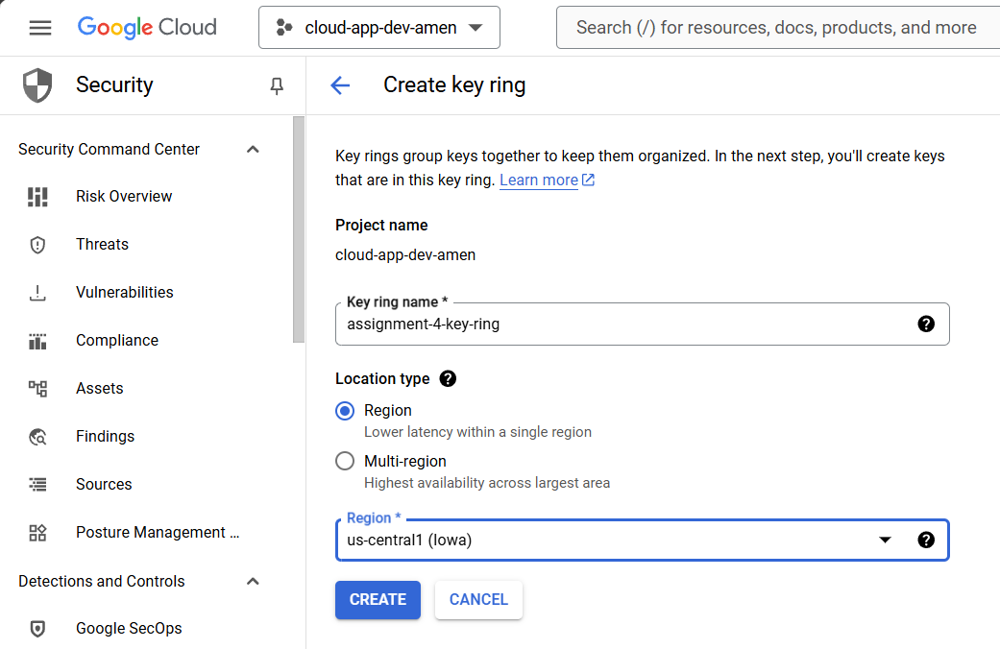 Google Cloud
cloud-app-dev-amen
Search (/) for resources, docs, products, and more
Security
Create key ring
Security Command Center
Risk Overview
Threats
Vulnerabilities
Compliance
Assets
Findings
Sources
Posture Management ...
Detections and Controls
Google SecOps
Key rings group keys together to keep them organized. In the next step, you'll create keys
that are in this key ring. Learn more
Project name
cloud-app-dev-amen
Key ring name *
assignment-4-key-ring
Location type
Region
Lower latency within a single region
Multi-region
Highest availability across largest area
Region *
us-central1 (Iowa)
CREATE
CANCEL